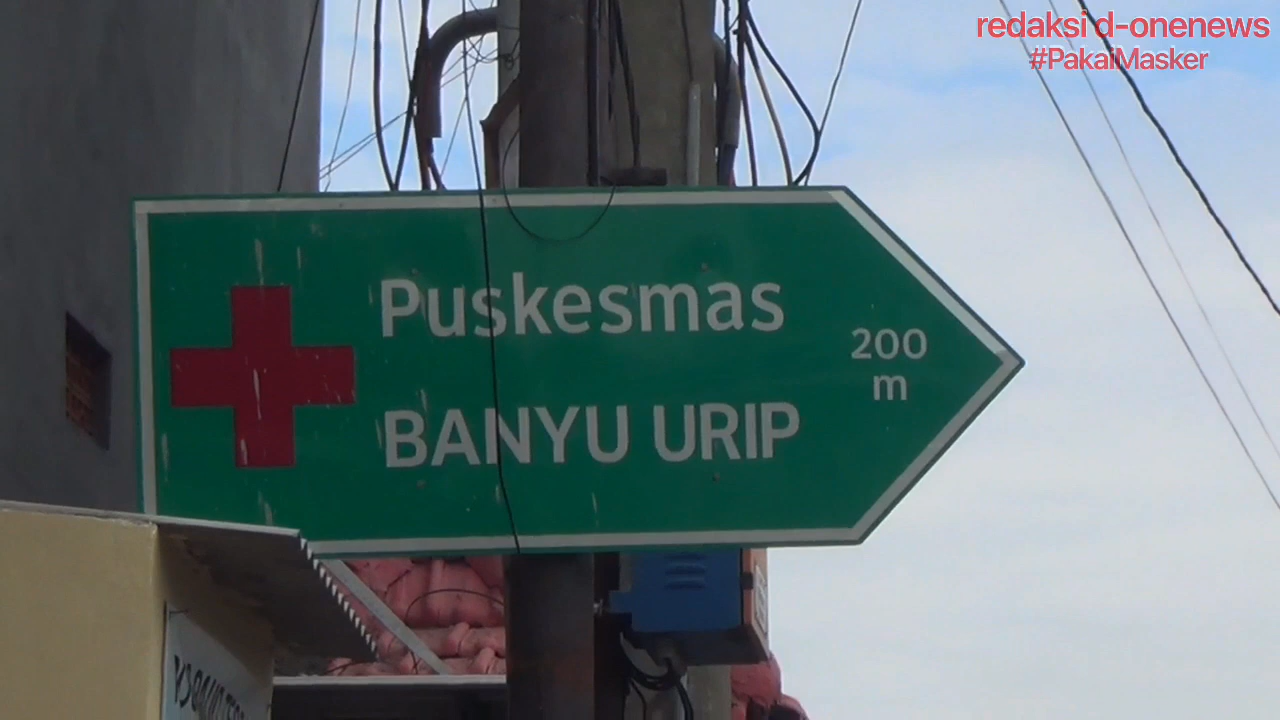 redaksi d-onenews
#PakaiMasker
Puskesmas
BANYU URIP
200
m